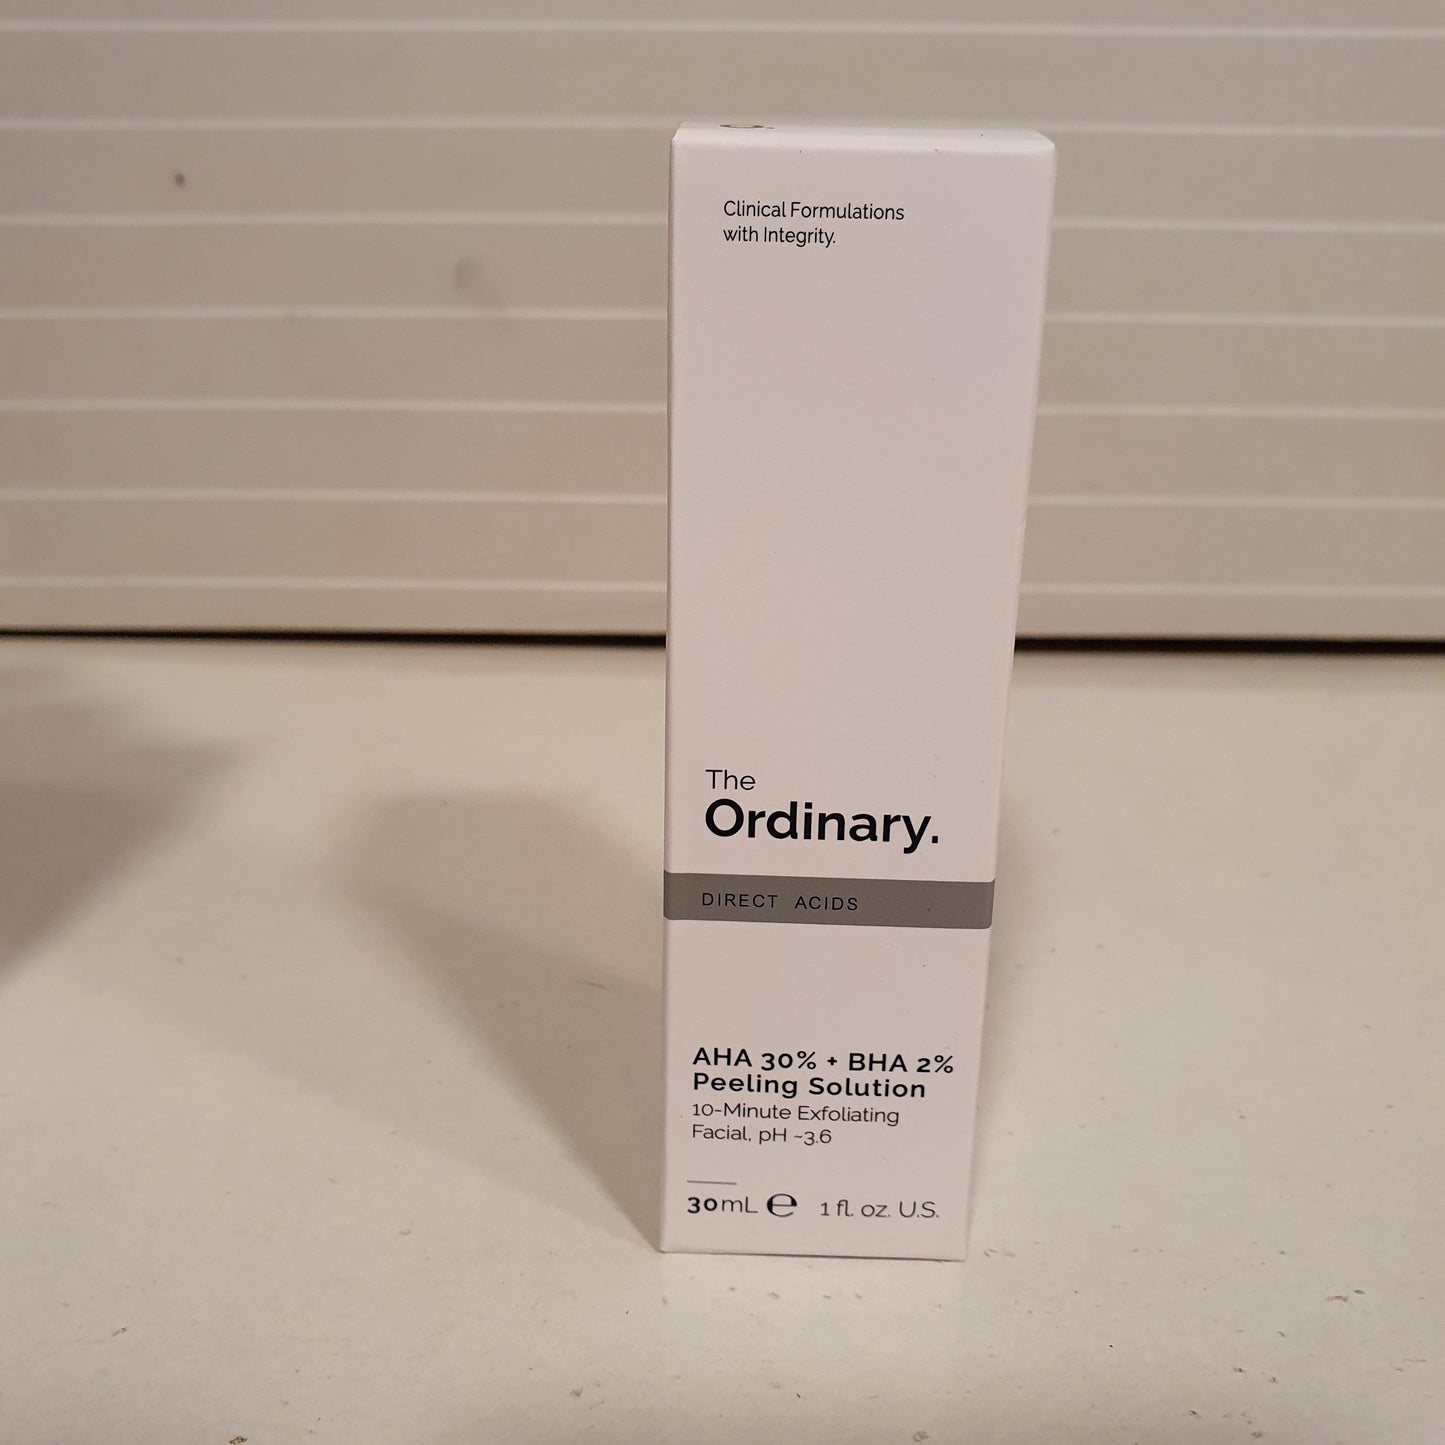 Clinical Formulations
with Integrity.
The
Ordinary.
DIRECT ACIDS
AHA 30% + BHA 2%
Peeling Solution
10-Minute Exfoliating
Facial, pH ~3.6
30mL ℮ 1 fl. oz. U.S.